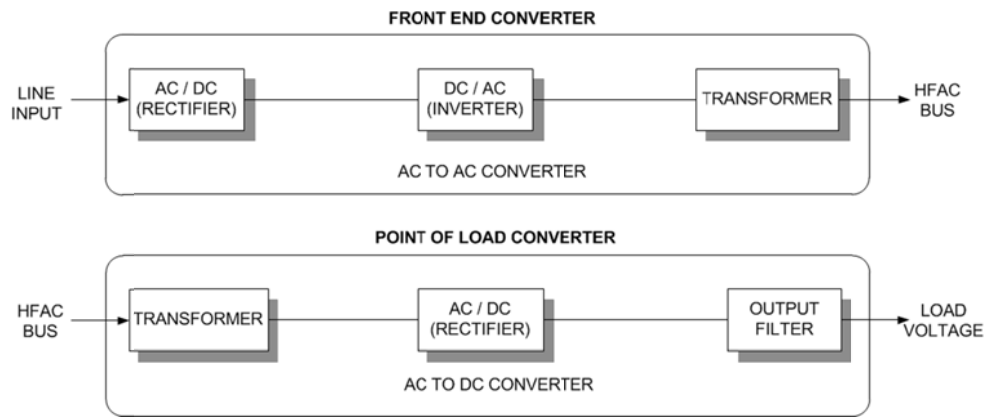 FRONT END CONVERTER
LINE
INPUT
AC / DC
(RECTIFIER)
DC / AC
(INVERTER)
TRANSFORMER
HFAC
BUS
AC TO AC CONVERTER
POINT OF LOAD CONVERTER
HFAC
BUS
TRANSFORMER
AC / DC
(RECTIFIER)
OUTPUT
FILTER
LOAD
VOLTAGE
AC TO DC CONVERTER